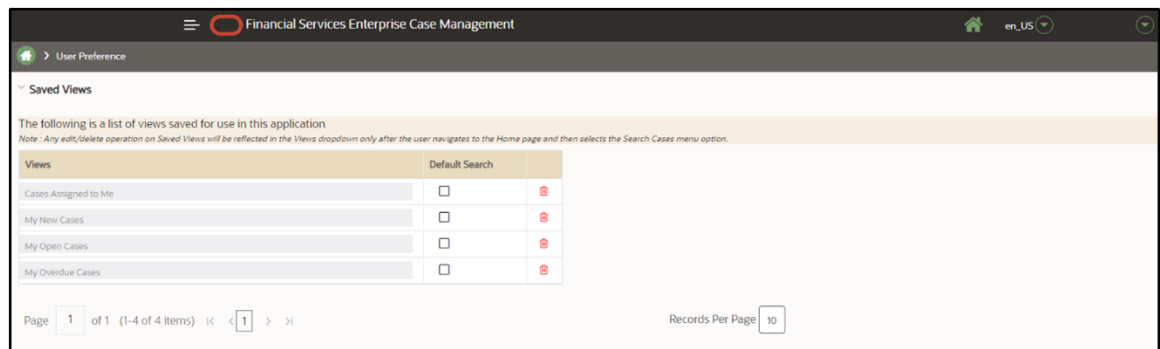 Financial Services Enterprise Case Management
en_US
> User Preference
Saved Views
The following is a list of views saved for use in this application
Note : Any edit/delete operation on Saved Views will be reflected in the Views dropdown only after the user navigates to the Home page and then selects the Search Cases menu option.
Views Default Search
Cases Assigned to Me
My New Cases
My Open Cases
My Overdue Cases
Page 1 of 1 (1-4 of 4 items) 1 Records Per Page 10